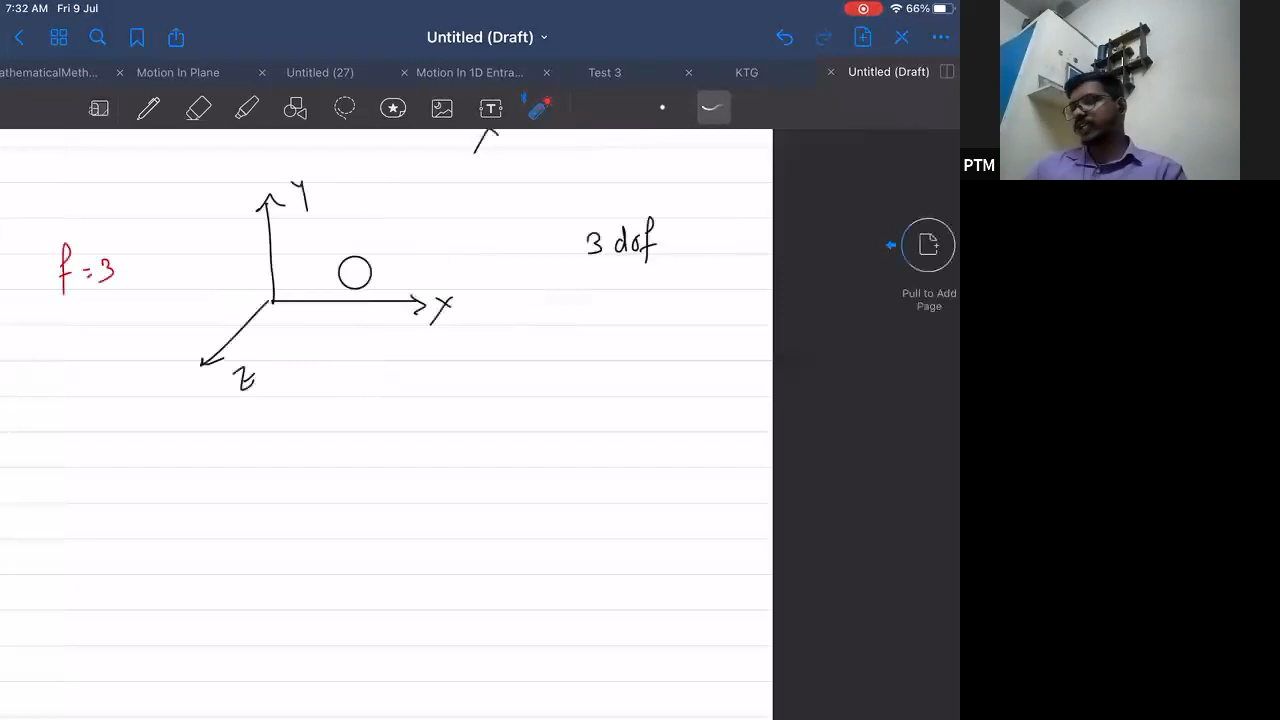 7:32 AM Fri 9 Jul
66%
Untitled (Draft)
athematicalMeth...
Motion In Plane
Untitled (27)
Motion In 1D Entra...
Test 3
KTG
Untitled (Draft)
T
PTM
Y
3 dof
f = 3
X
Z
Pull to Add
Page